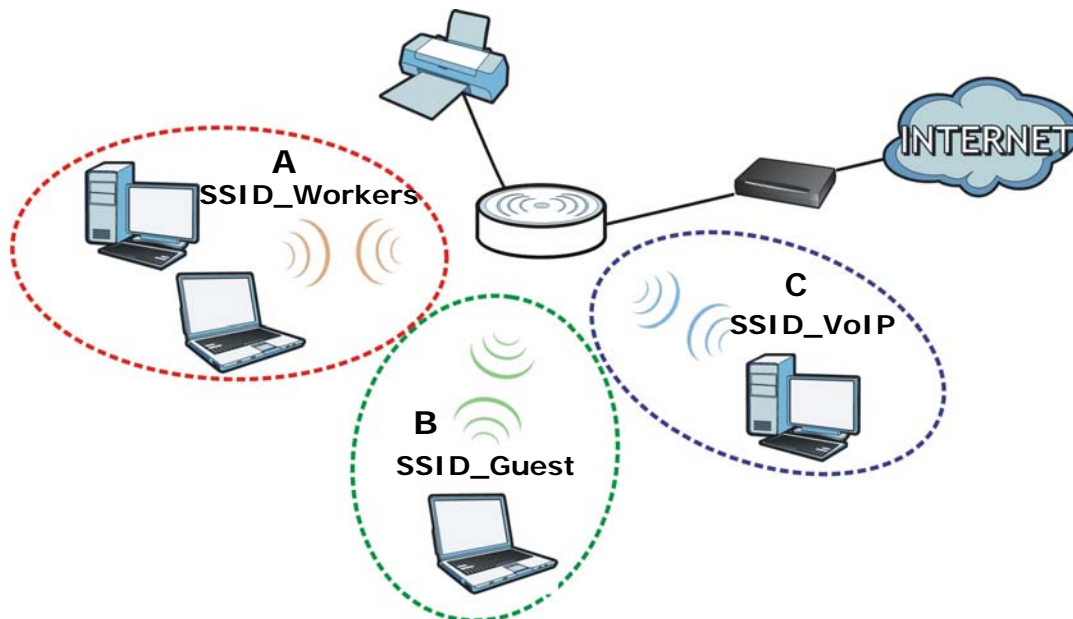 INTERNET
A
SSID_Workers
C
SSID_VoIP
B
SSID_Guest